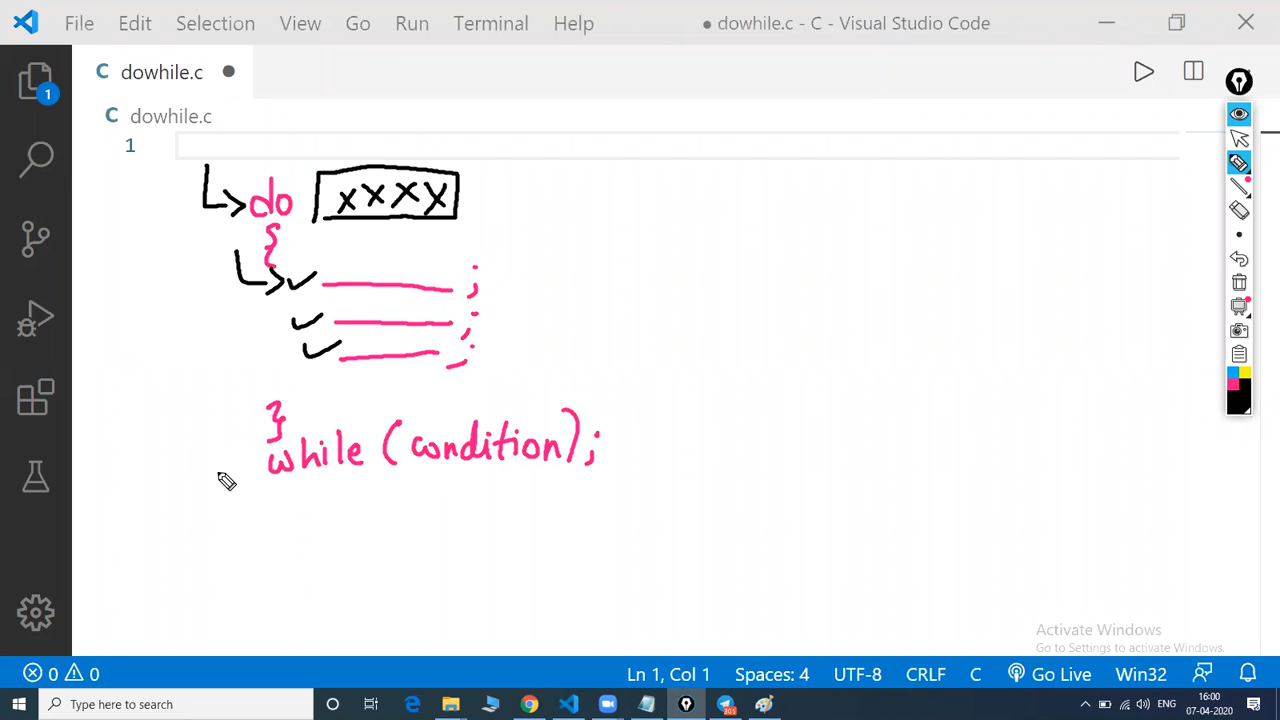 File Edit Selection View Go Run Terminal Help ● dowhile.c - C - Visual Studio Code
C dowhile.c ●
C dowhile.c
1
do xxxx
{
;
;
;
}
while (condition);
Activate Windows
Go to Settings to activate Windows.
0 0 Ln 1, Col 1 Spaces: 4 UTF-8 CRLF C Go Live Win32
Type here to search 303 16:00
07-04-2020